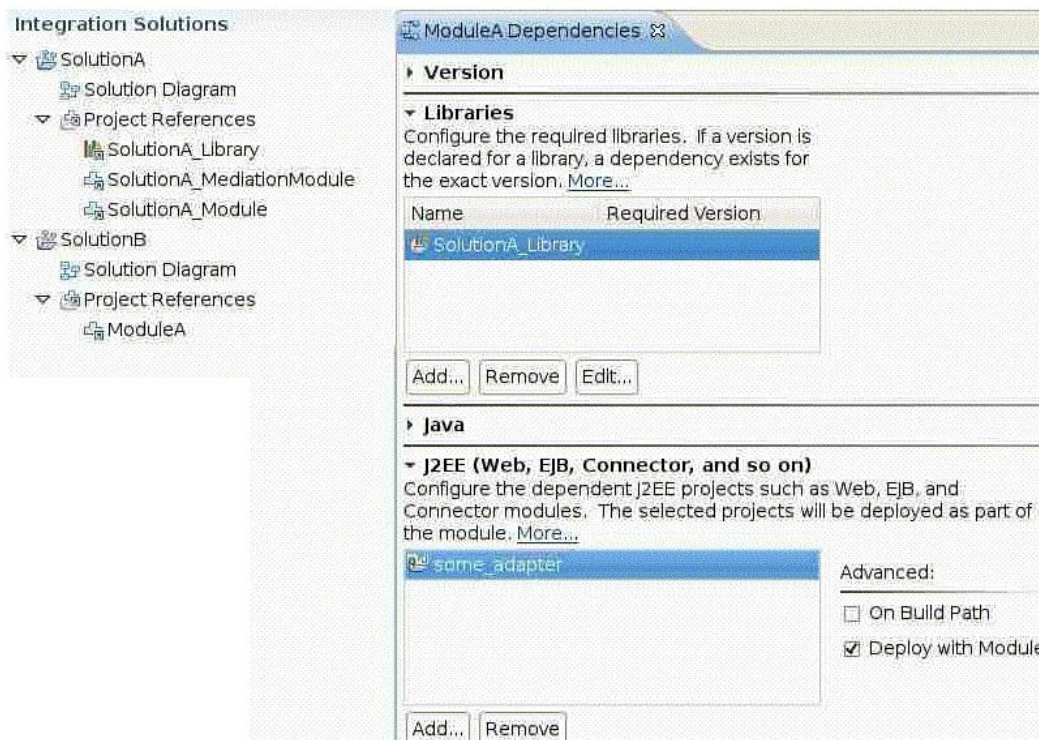 Integration Solutions
SolutionA
Solution Diagram
Project References
SolutionA_Library
SolutionA_MediationModule
SolutionA_Module
SolutionB
Solution Diagram
Project References
ModuleA
ModuleA Dependencies
Version
Libraries
Configure the required libraries. If a version is
declared for a library, a dependency exists for
the exact version. More...
Name Required Version
SolutionA_Library
Add... Remove Edit...
Java
J2EE (Web, EJB, Connector, and so on)
Configure the dependent J2EE projects such as Web, EJB, and
Connector modules. The selected projects will be deployed as part of
the module. More...
some_adapter
Advanced:
On Build Path
Deploy with Module
Add... Remove